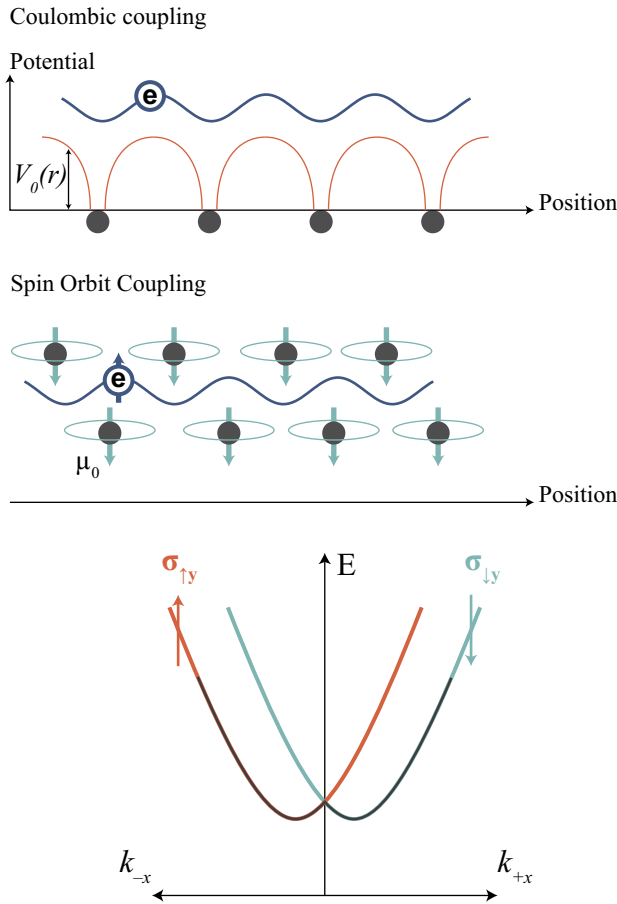 Coulombic coupling
Potential
e
V₀(r)
Position
Spin Orbit Coupling
e
μ₀
Position
σ↑y
E
σ↓y
k₋ₓ
k₊ₓ